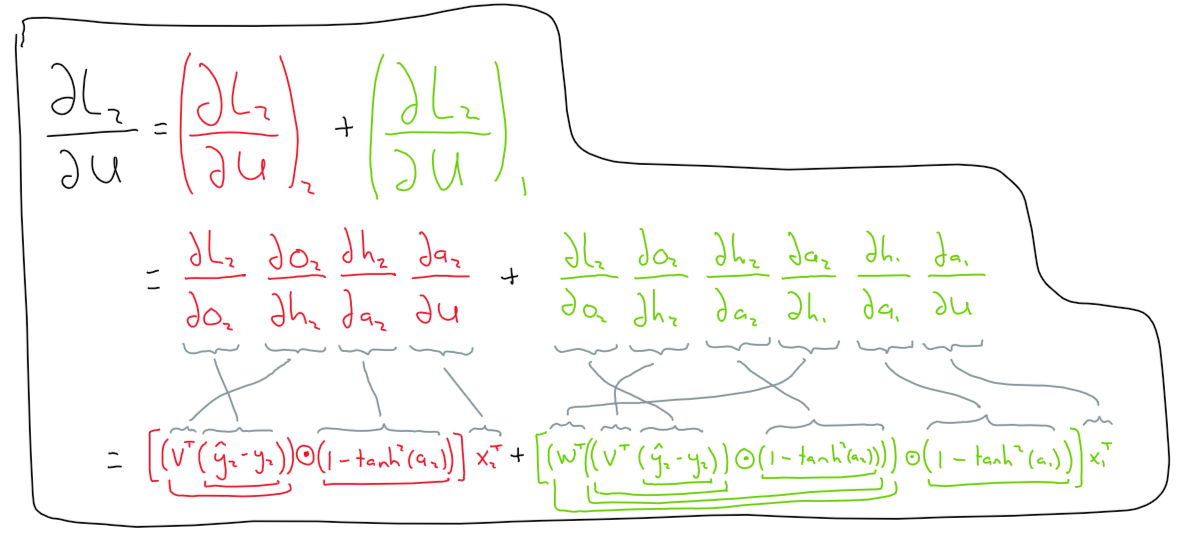 ∂L₂/∂U = (∂L₂/∂U)₂ + (∂L₂/∂U)₁
= ∂L₂/∂o₂ ∂o₂/∂h₂ ∂h₂/∂a₂ ∂a₂/∂U + ∂L₂/∂o₂ ∂o₂/∂h₂ ∂h₂/∂a₂ ∂a₂/∂h₁ ∂h₁/∂a₁ ∂a₁/∂U
= [(Vᵀ(ŷ₂-y₂))⊙(1-tanh²(a₂))] x₂ᵀ + [(Wᵀ((Vᵀ(ŷ₂-y₂))⊙(1-tanh²(a₂))))⊙(1-tanh²(a₁))] x₁ᵀ